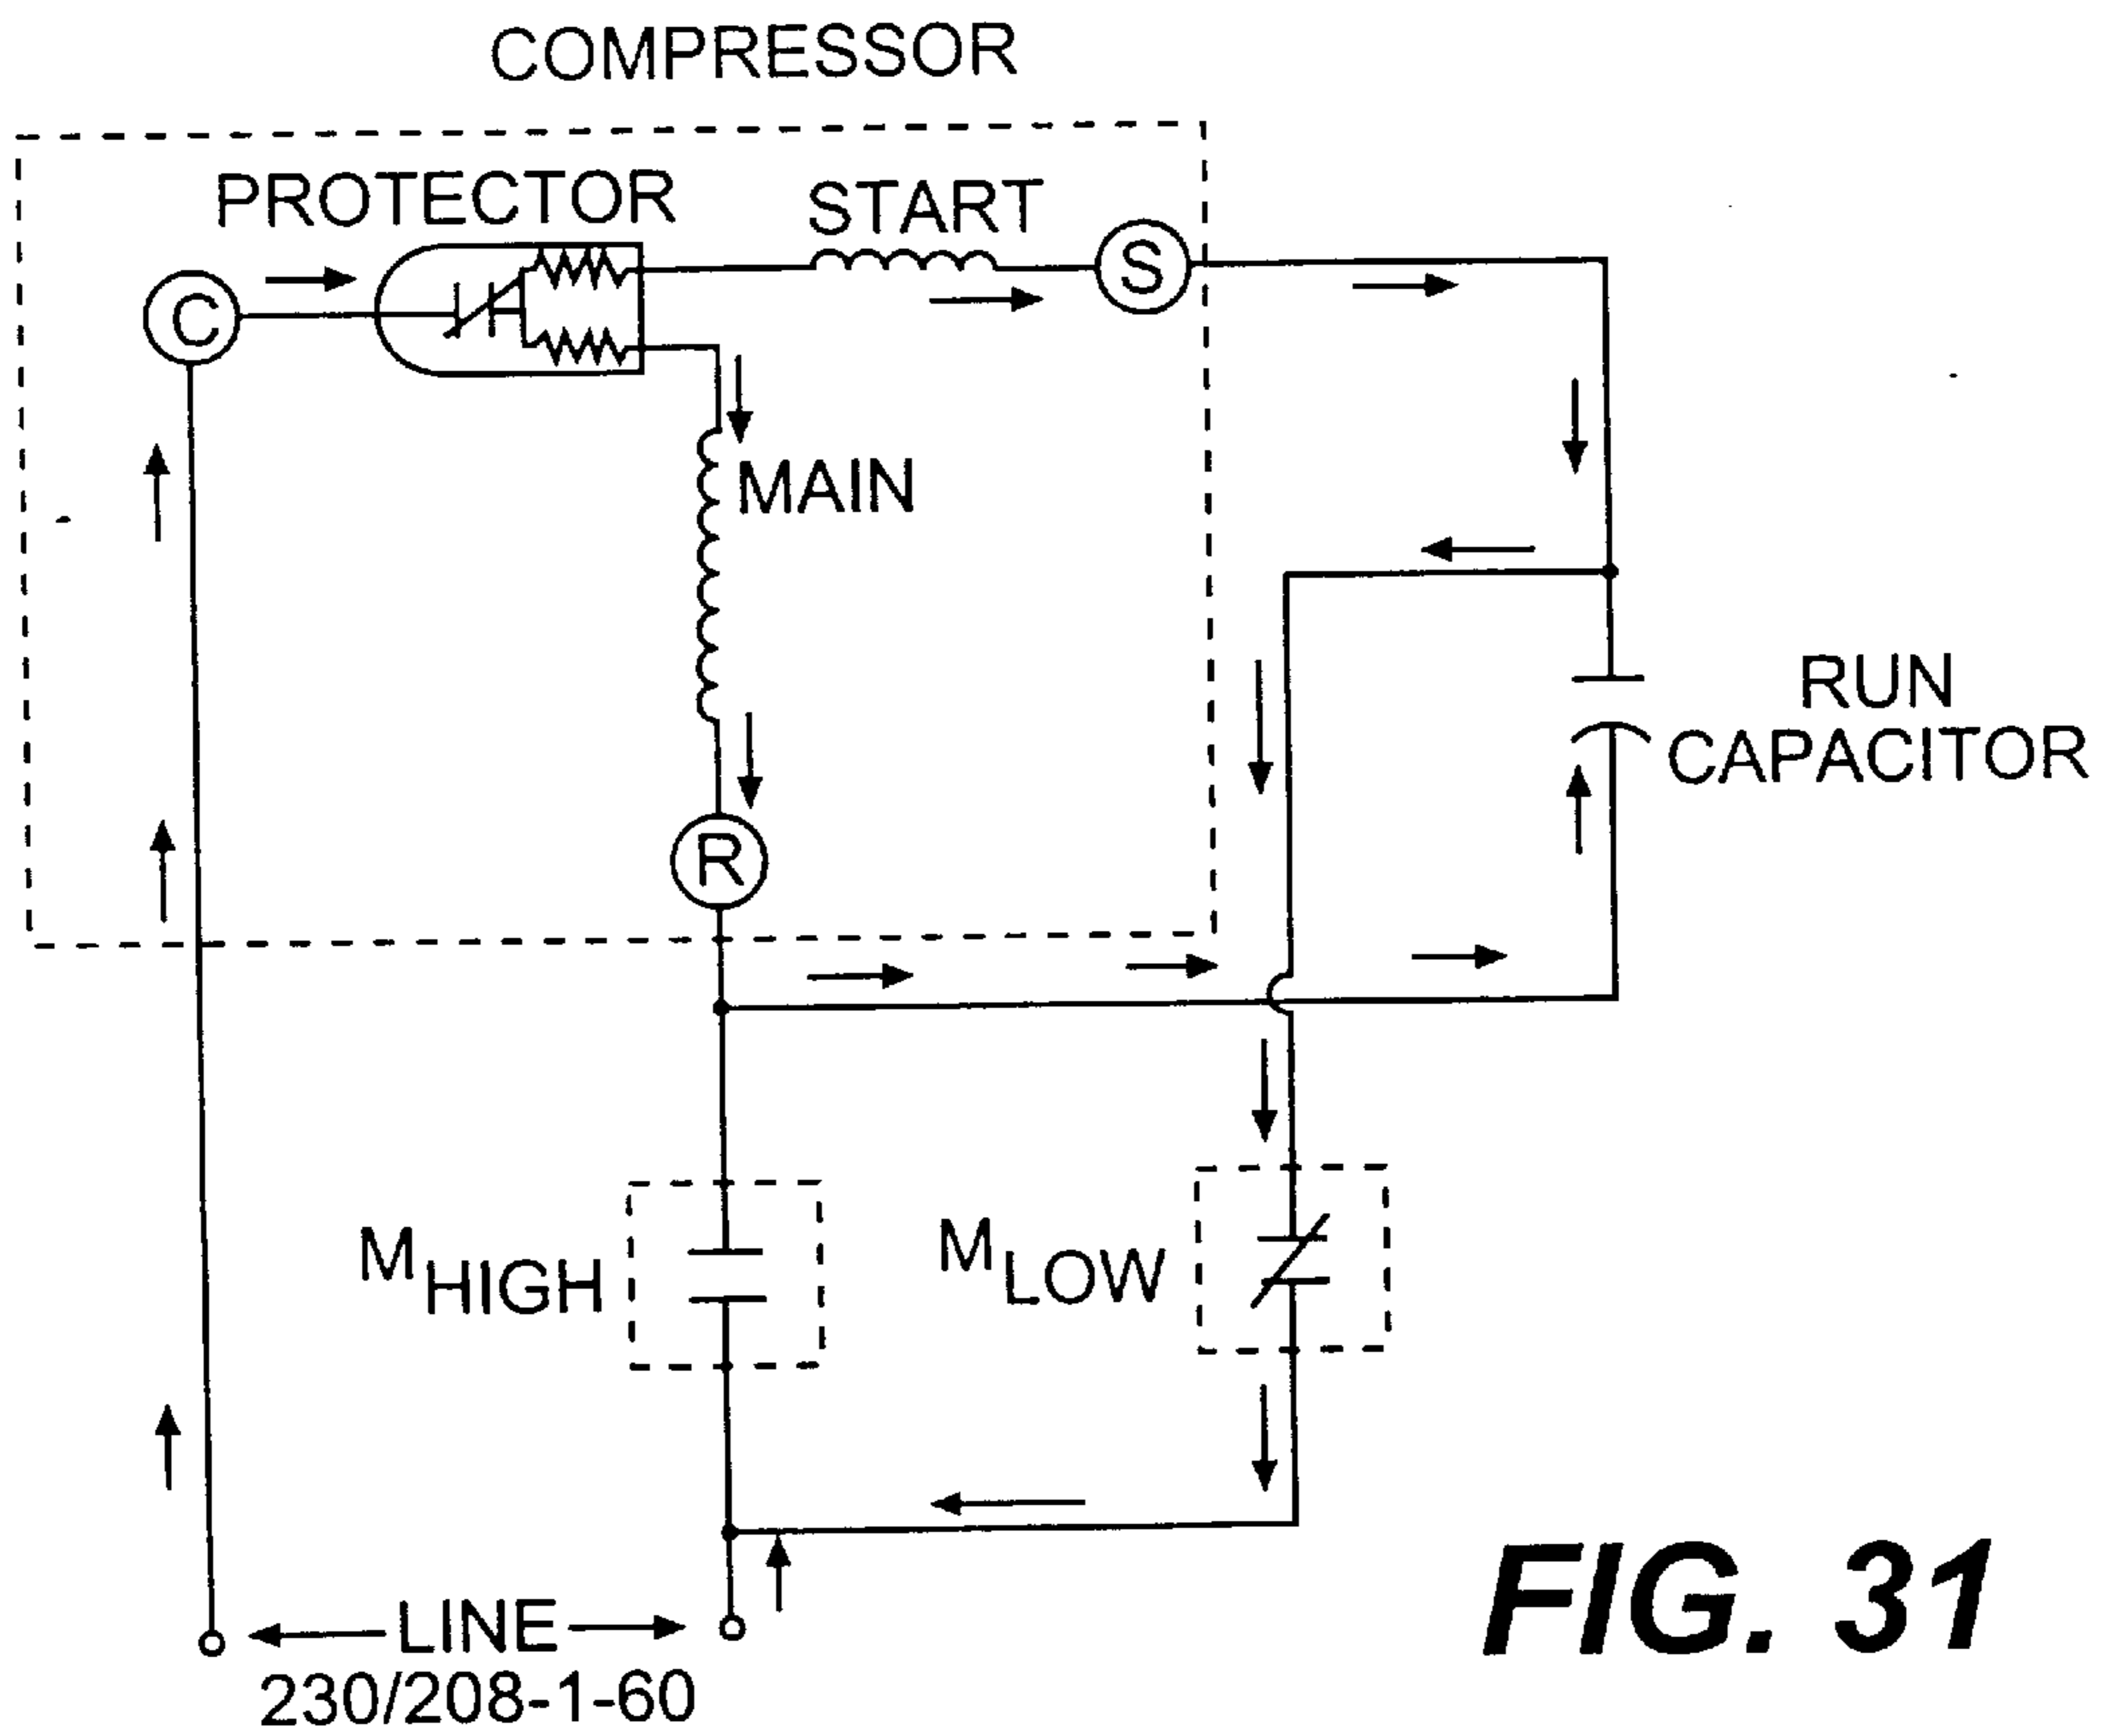 COMPRESSOR
PROTECTOR
START
C
S
MAIN
R
RUN
CAPACITOR
MHIGH
MLOW
LINE
230/208-1-60
FIG. 31